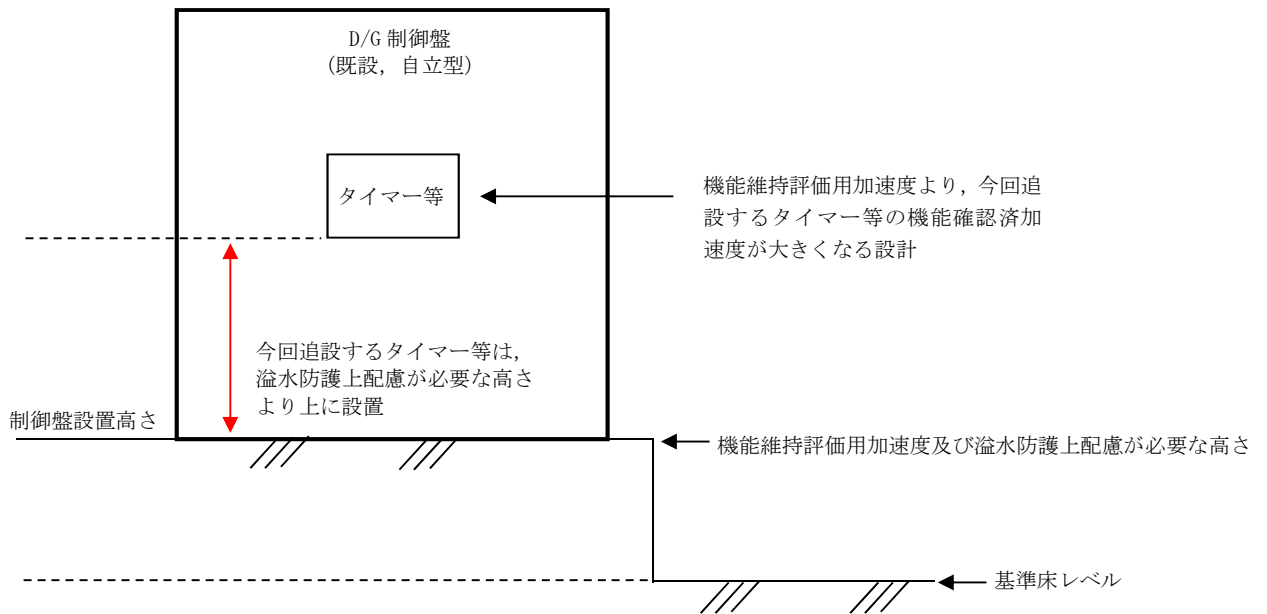 D/G 制御盤
(既設, 自立型)
タイマー等
機能維持評価用加速度より, 今回追
設するタイマー等の機能確認済加
速度が大きくなる設計
今回追設するタイマー等は,
溢水防護上配慮が必要な高さ
より上に設置
制御盤設置高さ
機能維持評価用加速度及び溢水防護上配慮が必要な高さ
基準床レベル